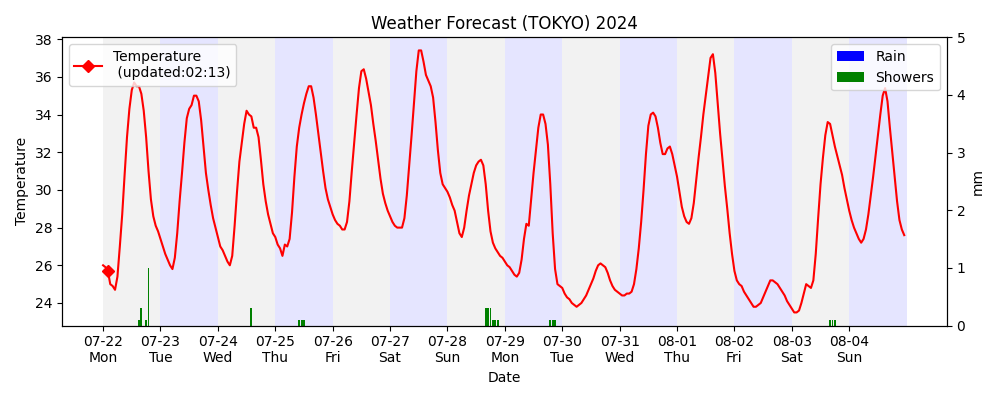 Weather Forecast (TOKYO) 2024
38
36
34
32
30
28
26
24
Temperature
Temperature
(updated:02:13)
Rain
Showers
5
4
3
2
1
0
mm
07-22 07-23 07-24 07-25 07-26 07-27 07-28 07-29 07-30 07-31 08-01 08-02 08-03 08-04
Mon Tue Wed Thu Fri Sat Sun Mon Tue Wed Thu Fri Sat Sun
Date